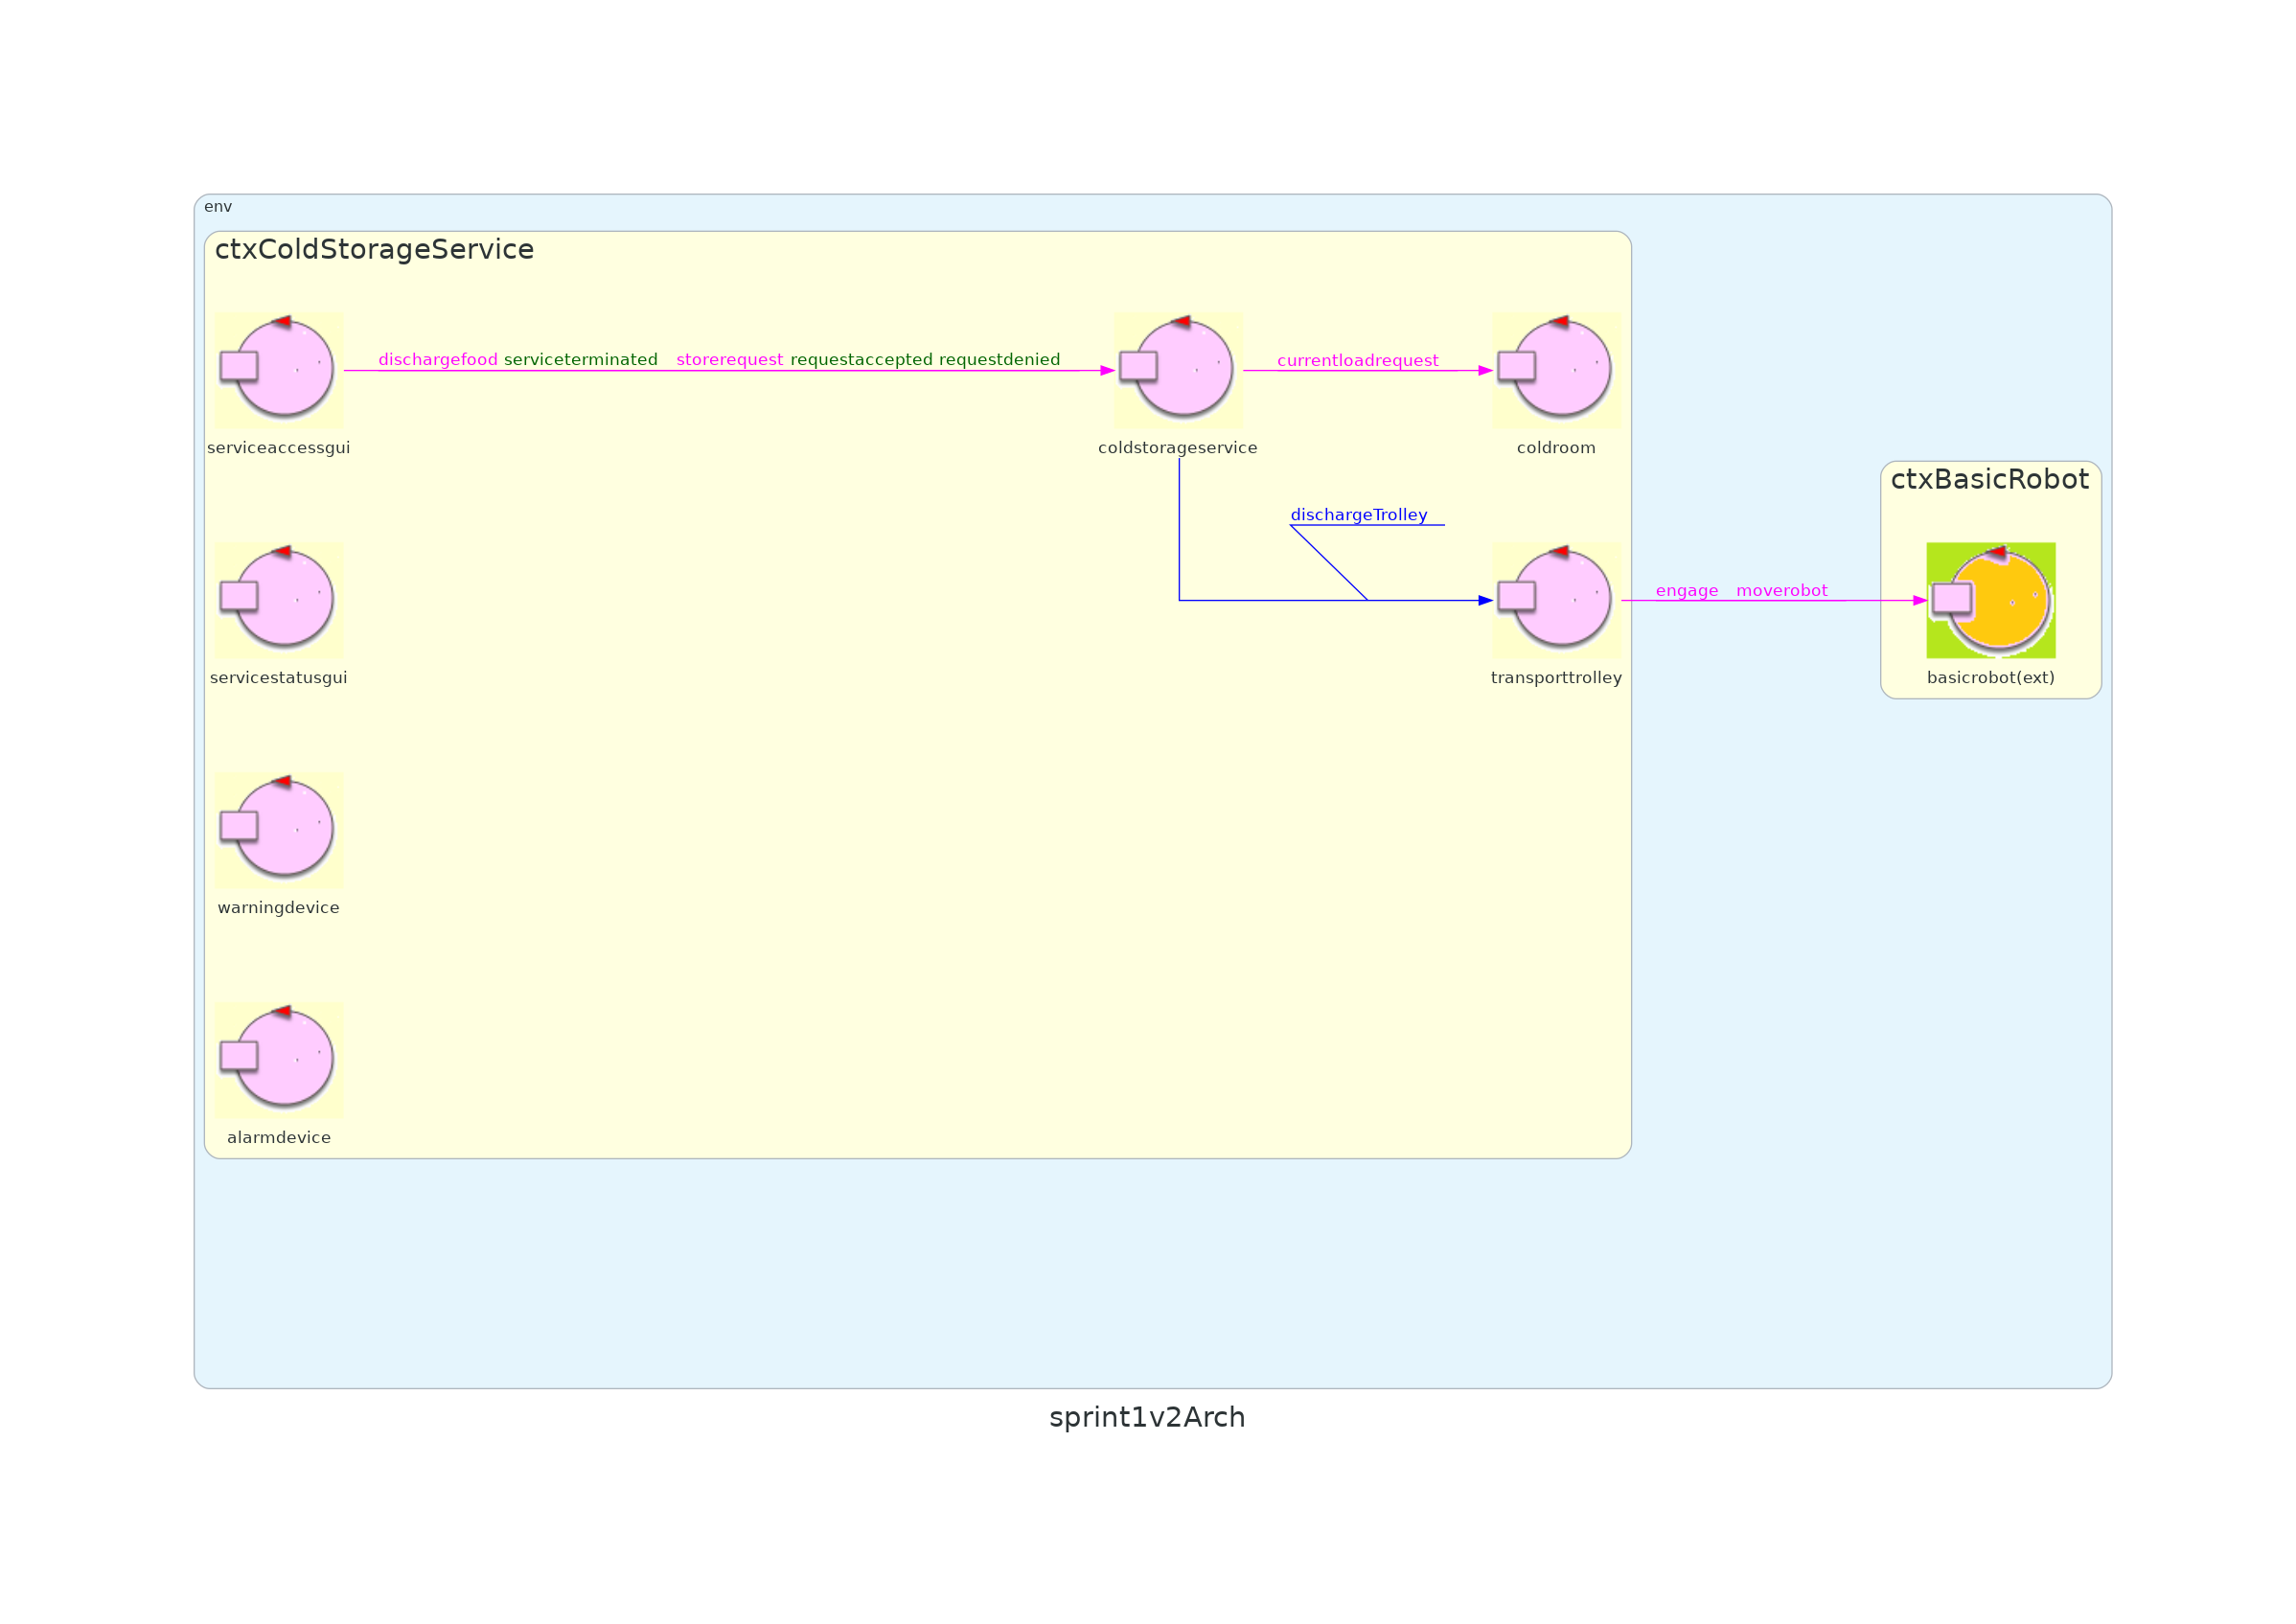 env
ctxColdStorageService
dischargefood serviceterminated storerequest requestaccepted requestdenied
currentloadrequest
serviceaccessgui
coldstorageservice
coldroom
ctxBasicRobot
dischargeTrolley
engage moverobot
servicestatusgui
transporttrolley
basicrobot(ext)
warningdevice
alarmdevice
sprint1v2Arch